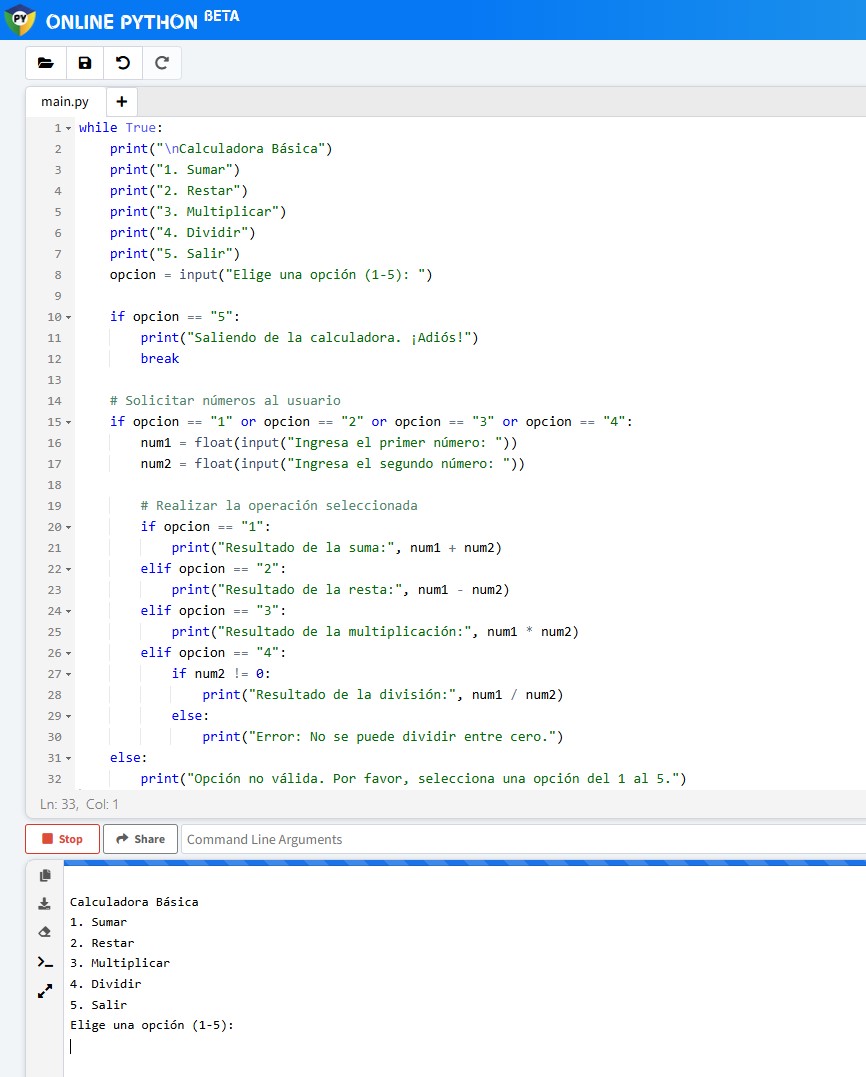 ONLINE PYTHON BETA
main.py +
1 while True:
2     print("\nCalculadora Básica")
3     print("1. Sumar")
4     print("2. Restar")
5     print("3. Multiplicar")
6     print("4. Dividir")
7     print("5. Salir")
8     opcion = input("Elige una opción (1-5): ")
9
10     if opcion == "5":
11         print("Saliendo de la calculadora. ¡Adiós!")
12         break
13
14     # Solicitar números al usuario
15     if opcion == "1" or opcion == "2" or opcion == "3" or opcion == "4":
16         num1 = float(input("Ingresa el primer número: "))
17         num2 = float(input("Ingresa el segundo número: "))
18
19         # Realizar la operación seleccionada
20         if opcion == "1":
21             print("Resultado de la suma:", num1 + num2)
22         elif opcion == "2":
23             print("Resultado de la resta:", num1 - num2)
24         elif opcion == "3":
25             print("Resultado de la multiplicación:", num1 * num2)
26         elif opcion == "4":
27             if num2 != 0:
28                 print("Resultado de la división:", num1 / num2)
29             else:
30                 print("Error: No se puede dividir entre cero.")
31     else:
32         print("Opción no válida. Por favor, selecciona una opción del 1 al 5.")
Ln: 33, Col: 1
Stop Share Command Line Arguments
Calculadora Básica
1. Sumar
2. Restar
3. Multiplicar
4. Dividir
5. Salir
Elige una opción (1-5):